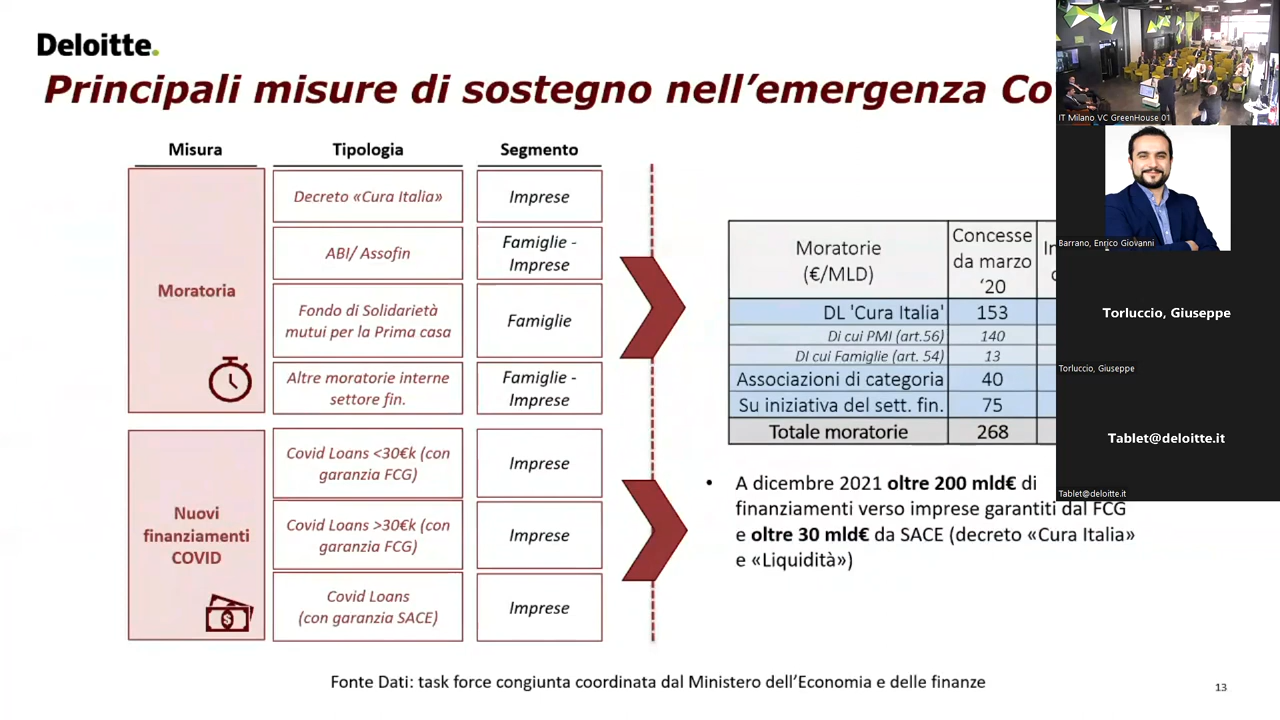 Deloitte.
Principali misure di sostegno nell'emergenza Co
Misura
Tipologia
Segmento
Moratoria
Decreto «Cura Italia»
Imprese
ABI/ Assofin
Famiglie -
Imprese
Fondo di Solidarietà
mutui per la Prima casa
Famiglie
Altre moratorie interne
settore fin.
Famiglie -
Imprese
Nuovi
finanziamenti
COVID
Covid Loans <30€k (con
garanzia FCG)
Imprese
Covid Loans >30€k (con
garanzia FCG)
Imprese
Covid Loans
(con garanzia SACE)
Imprese
Moratorie
(€/MLD)
Concesse
da marzo
‘20
DL 'Cura Italia' 153
Di cui PMI (art.56) 140
DI cui Famiglie (art. 54) 13
Associazioni di categoria 40
Su iniziativa del sett. fin. 75
Totale moratorie 268
• A dicembre 2021 oltre 200 mld€ di
finanziamenti verso imprese garantiti dal FCG
e oltre 30 mld€ da SACE (decreto «Cura Italia»
e «Liquidità»)
Fonte Dati: task force congiunta coordinata dal Ministero dell’Economia e delle finanze
13
IT Milano VC GreenHouse 01
Barrano, Enrico Giovanni
Torluccio, Giuseppe
Torluccio, Giuseppe
Tablet@deloitte.it
Tablet@deloitte.it